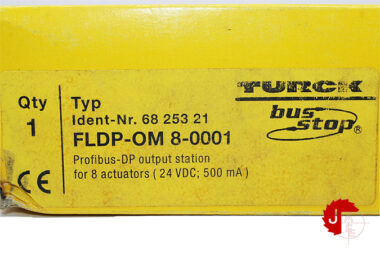 Qty
1
Typ
Ident-Nr. 68 253 21
FLDP-OM 8-0001
Profibus-DP output station
for 8 actuators ( 24 VDC; 500 mA )
TURCK
bus
stop®
CE